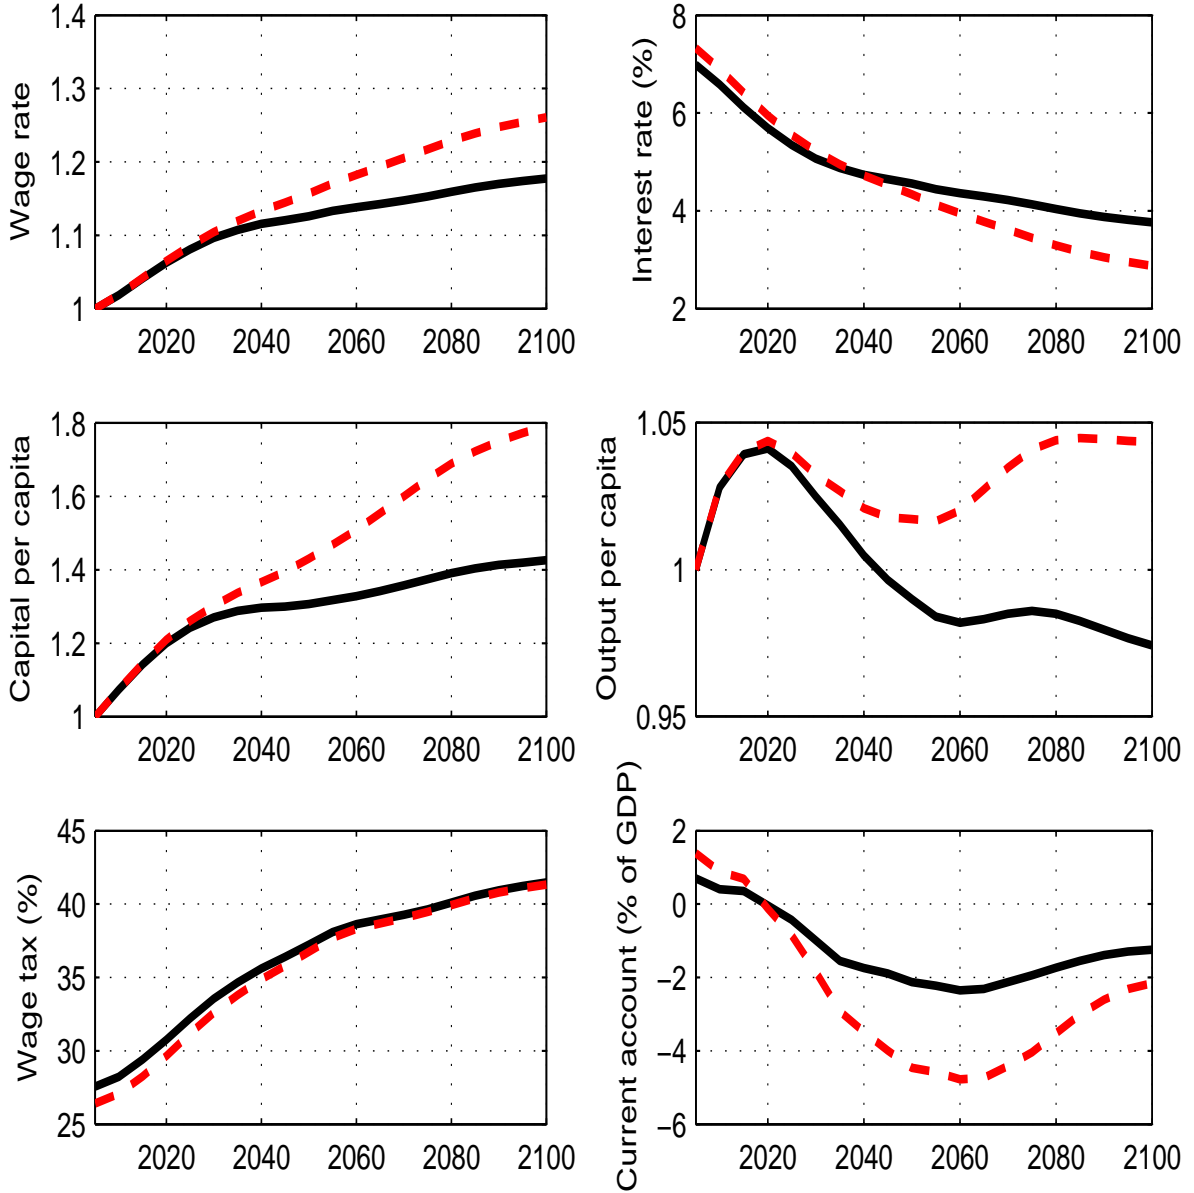 Wage rate
1.4
1.3
1.2
1.1
1
2020 2040 2060 2080 2100
Interest rate (%)
8
6
4
2
2020 2040 2060 2080 2100
Capital per capita
1.8
1.6
1.4
1.2
1
2020 2040 2060 2080 2100
Output per capita
1.05
1
0.95
2020 2040 2060 2080 2100
Wage tax (%)
45
40
35
30
25
2020 2040 2060 2080 2100
Current account (% of GDP)
2
0
−2
−4
−6
2020 2040 2060 2080 2100